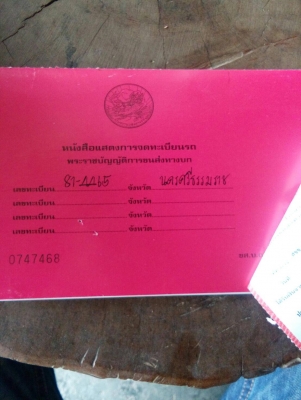 หนังสือแสดงการจดทะเบียนรถ
พระราชบัญญัติการขนส่งทางบก
เลขทะเบียน 81-4465 จังหวัด นครศรีธรรมราช
เลขทะเบียน จังหวัด
เลขทะเบียน จังหวัด
เลขทะเบียน จังหวัด
0747468